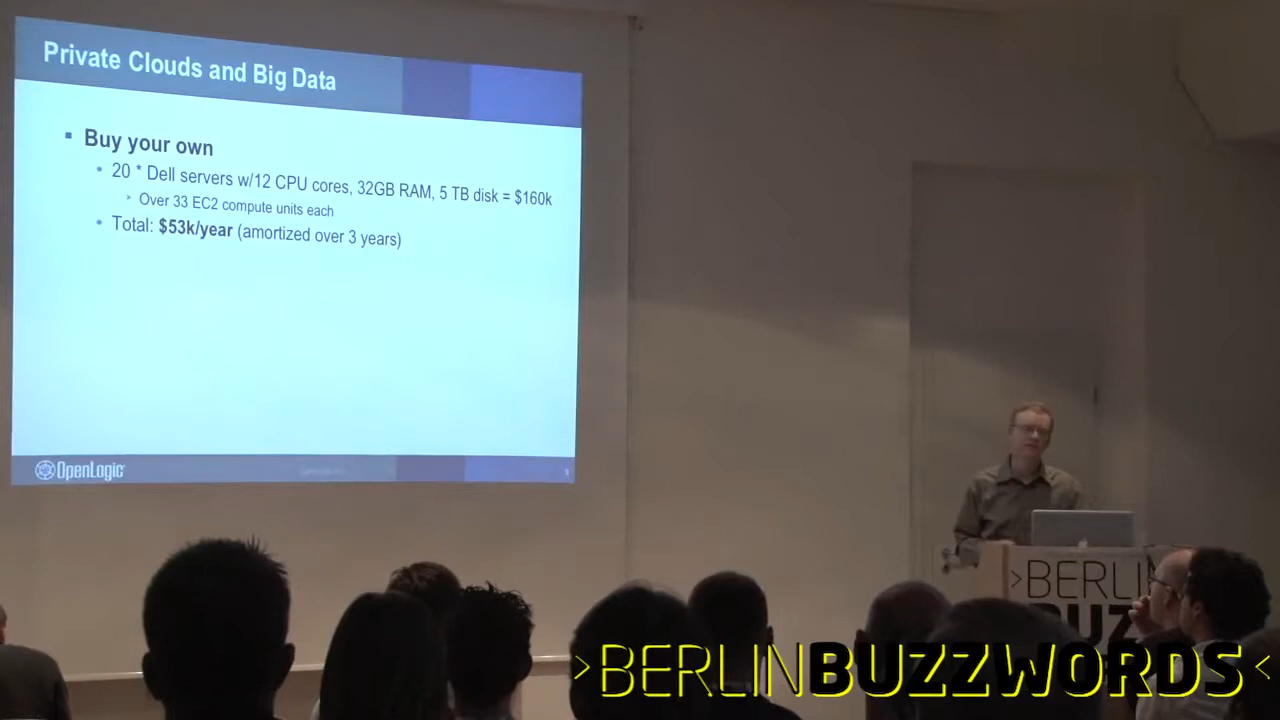 Private Clouds and Big Data
▪ Buy your own
• 20 * Dell servers w/12 CPU cores, 32GB RAM, 5 TB disk = $160k
‣ Over 33 EC2 compute units each
• Total: $53k/year (amortized over 3 years)
OpenLogic
>BERLIN
BUZ
>BERLINBUZZWORDS<